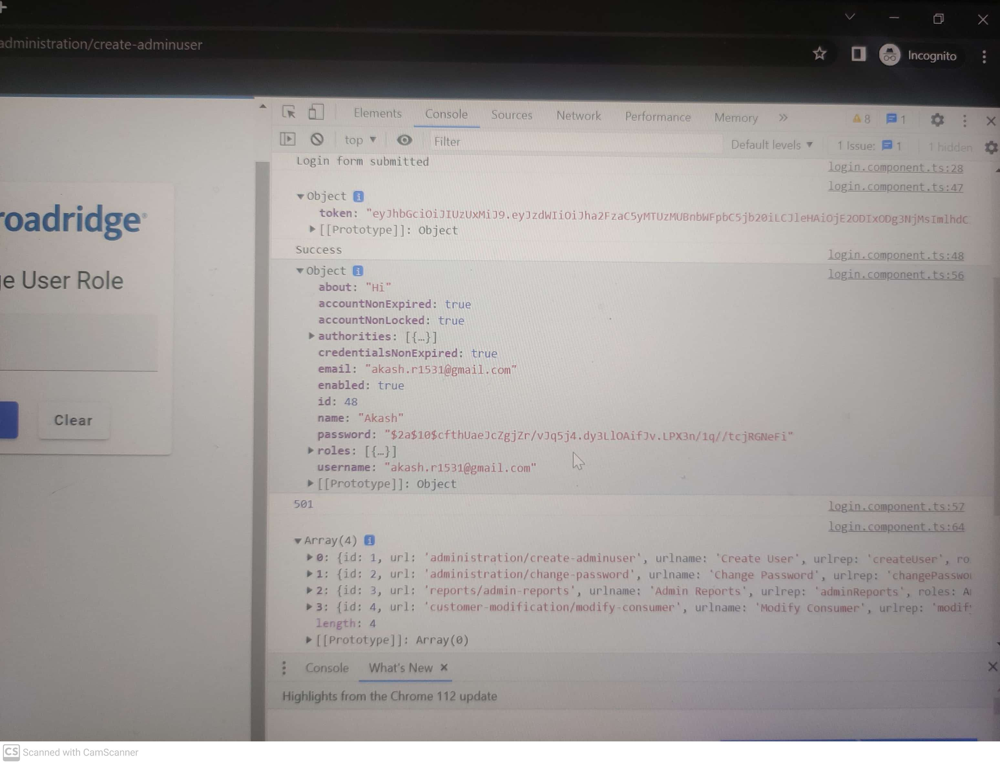 administration/create-adminuser
Incognito
Elements Console Sources Network Performance Memory 8 1
top Filter Default levels 1 Issue: 1 1 hidden
Login form submitted login.component.ts:28
login.component.ts:47
Object
token: "eyJhbGciOiJIUzUxMiJ9.eyJzdWIiOiJha2FzaC5yMTUzMUBnbWFpbC5jb20iLCJleHAiOjE2ODIxODg3NjMsImlhdC
[[Prototype]]: Object
Success login.component.ts:48
Object login.component.ts:56
about: "Hi"
accountNonExpired: true
accountNonLocked: true
authorities: [{…}]
credentialsNonExpired: true
email: "akash.r1531@gmail.com"
enabled: true
id: 48
name: "Akash"
password: "$2a$10$cfthUaeJcZgjZr/vJq5j4.dy3LlOAifJv.LPX3n/1q//tcjRGNeFi"
roles: [{…}]
username: "akash.r1531@gmail.com"
[[Prototype]]: Object
501 login.component.ts:57
login.component.ts:64
Array(4)
0: {id: 1, url: 'administration/create-adminuser', urlname: 'Create User', urlrep: 'createUser', ro
1: {id: 2, url: 'administration/change-password', urlname: 'Change Password', urlrep: 'changePasswo
2: {id: 3, url: 'reports/admin-reports', urlname: 'Admin Reports', urlrep: 'adminReports', roles: A
3: {id: 4, url: 'customer-modification/modify-consumer', urlname: 'Modify Consumer', urlrep: 'modif
length: 4
[[Prototype]]: Array(0)
Console What's New
Highlights from the Chrome 112 update
roadridge
e User Role
Clear
CS Scanned with CamScanner